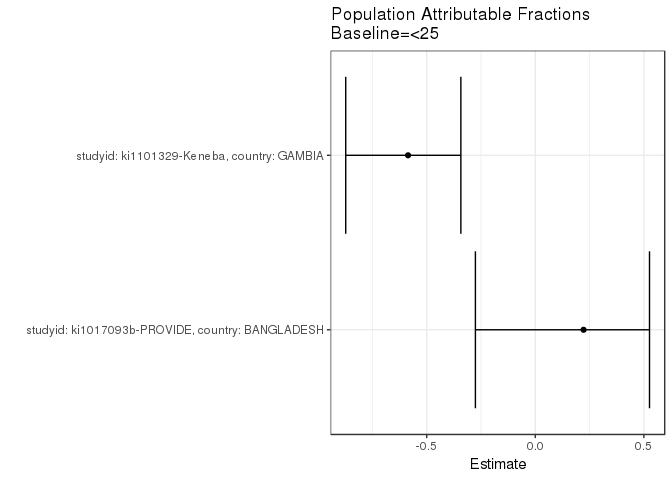 Population Attributable Fractions
Baseline=<25
studyid: ki1101329-Keneba, country: GAMBIA
studyid: ki1017093b-PROVIDE, country: BANGLADESH
-0.5 0.0 0.5
Estimate